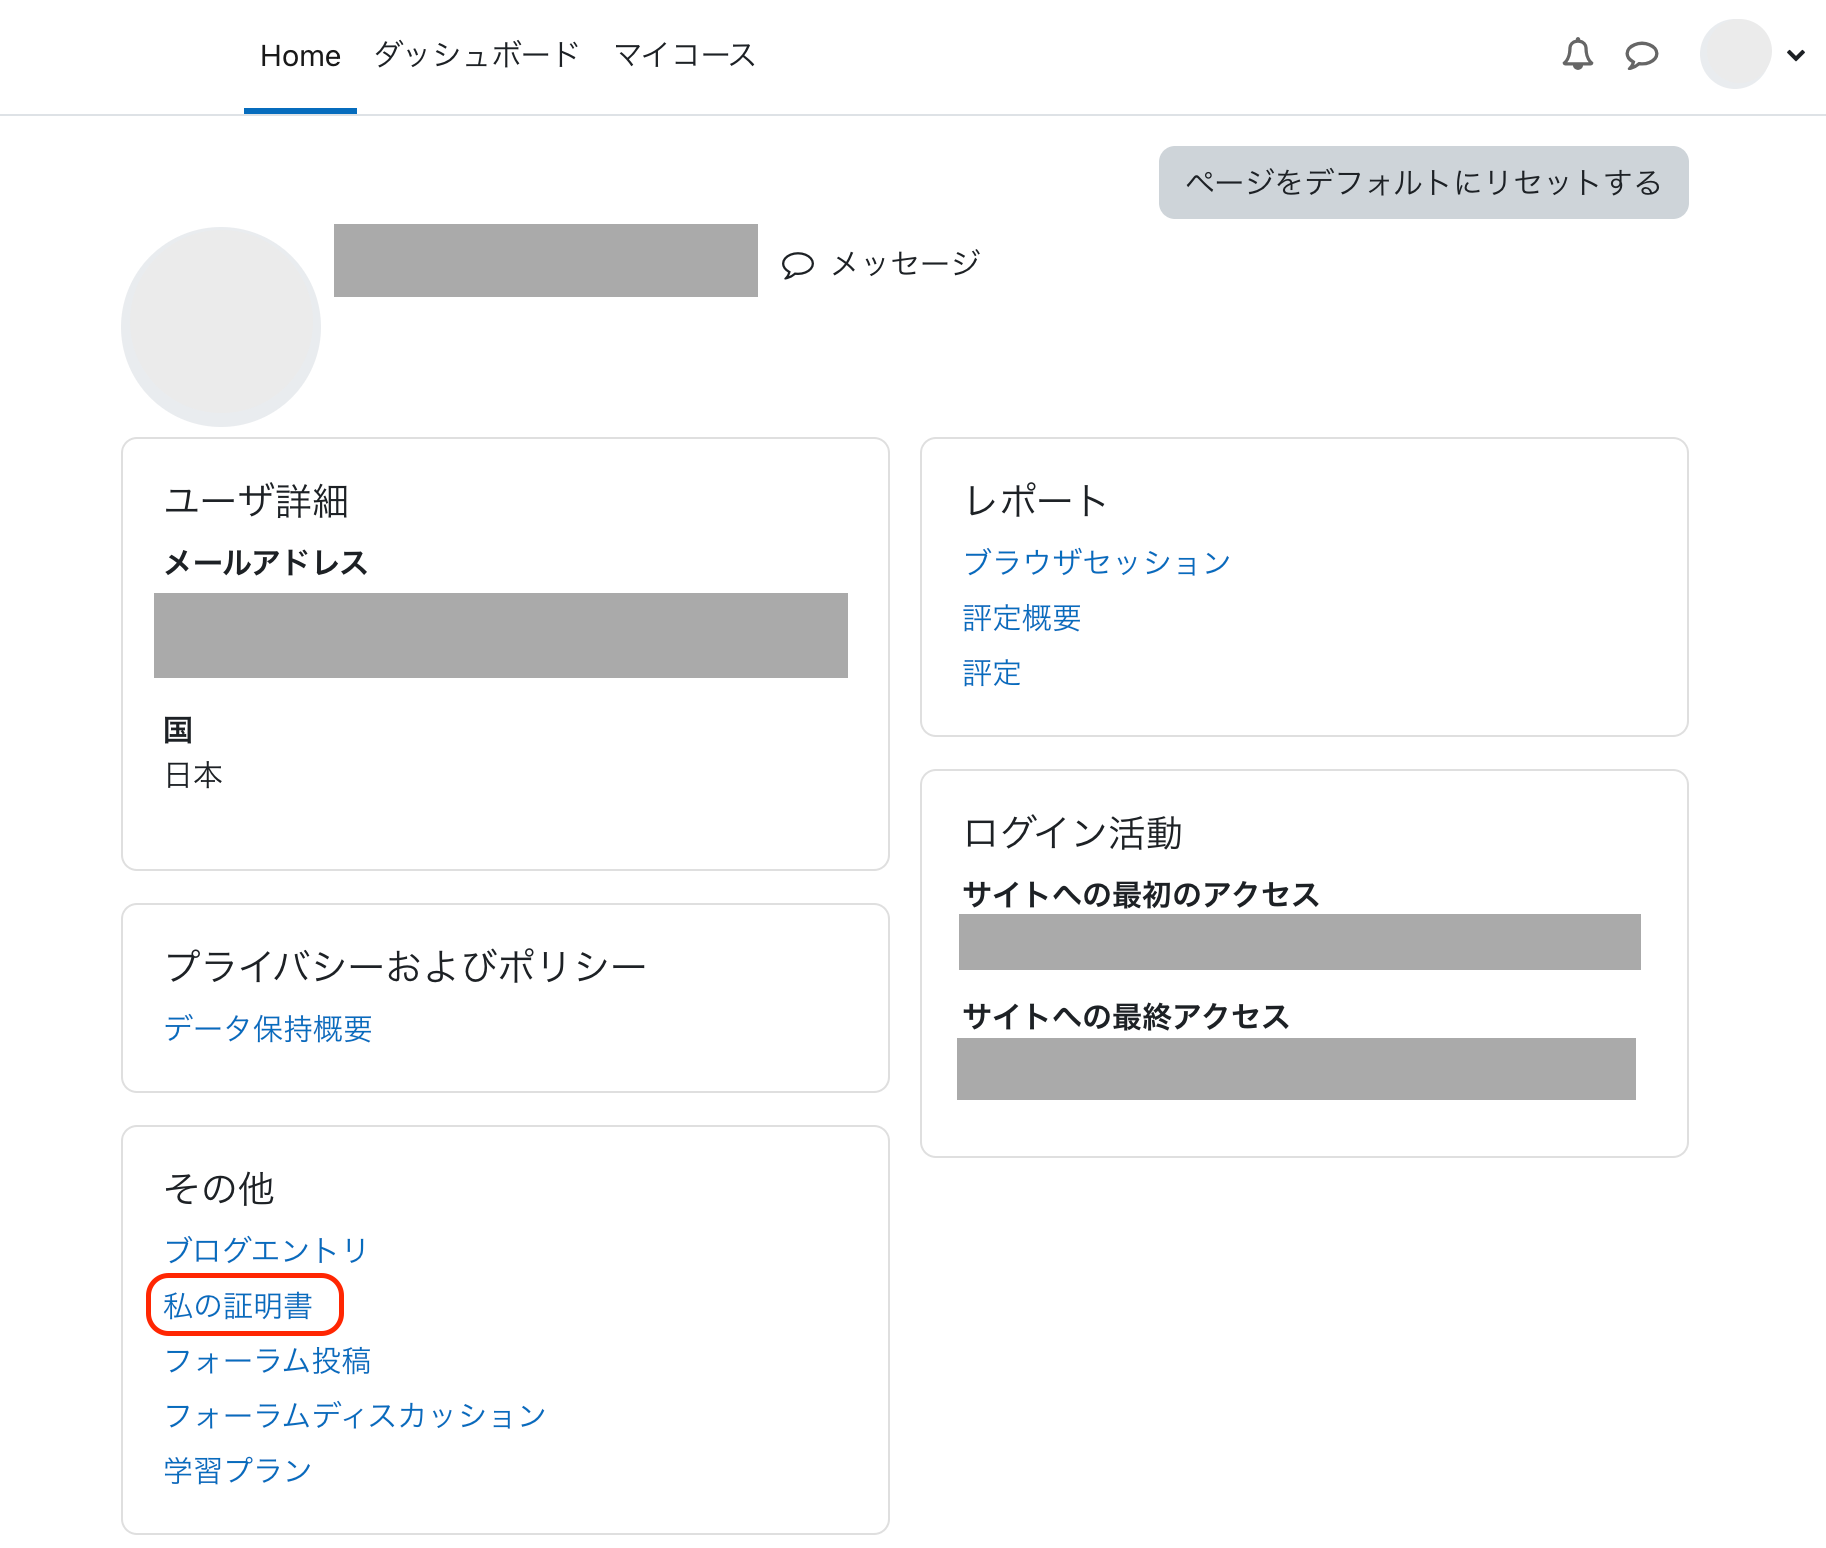 Home ダッシュボード マイコース
ページをデフォルトにリセットする
メッセージ
ユーザ詳細
メールアドレス
国
日本
プライバシーおよびポリシー
データ保持概要
その他
ブログエントリ
私の証明書
フォーラム投稿
フォーラムディスカッション
学習プラン
レポート
ブラウザセッション
評定概要
評定
ログイン活動
サイトへの最初のアクセス
サイトへの最終アクセス